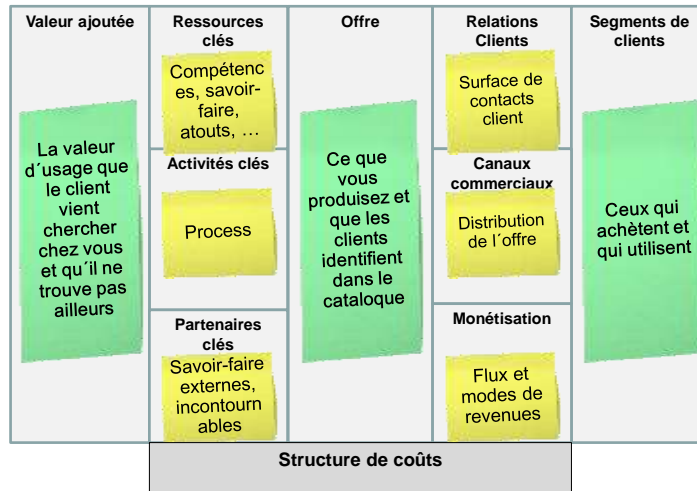 Valeur ajoutée
La valeur
d´usage que
le client
vient
chercher
chez vous
et qu´il ne
trouve pas
ailleurs
Ressources
clés
Compétenc
es, savoir-
faire,
atouts, …
Activités clés
Process
Partenaires
clés
Savoir-faire
externes,
incontourn
ables
Offre
Ce que
vous
produisez et
que les
clients
identifient
dans le
cataloque
Relations
Clients
Surface de
contacts
client
Canaux
commerciaux
Distribution
de l´offre
Monétisation
Flux et
modes de
revenues
Segments de
clients
Ceux qui
achètent et
qui utilisent
Structure de coûts